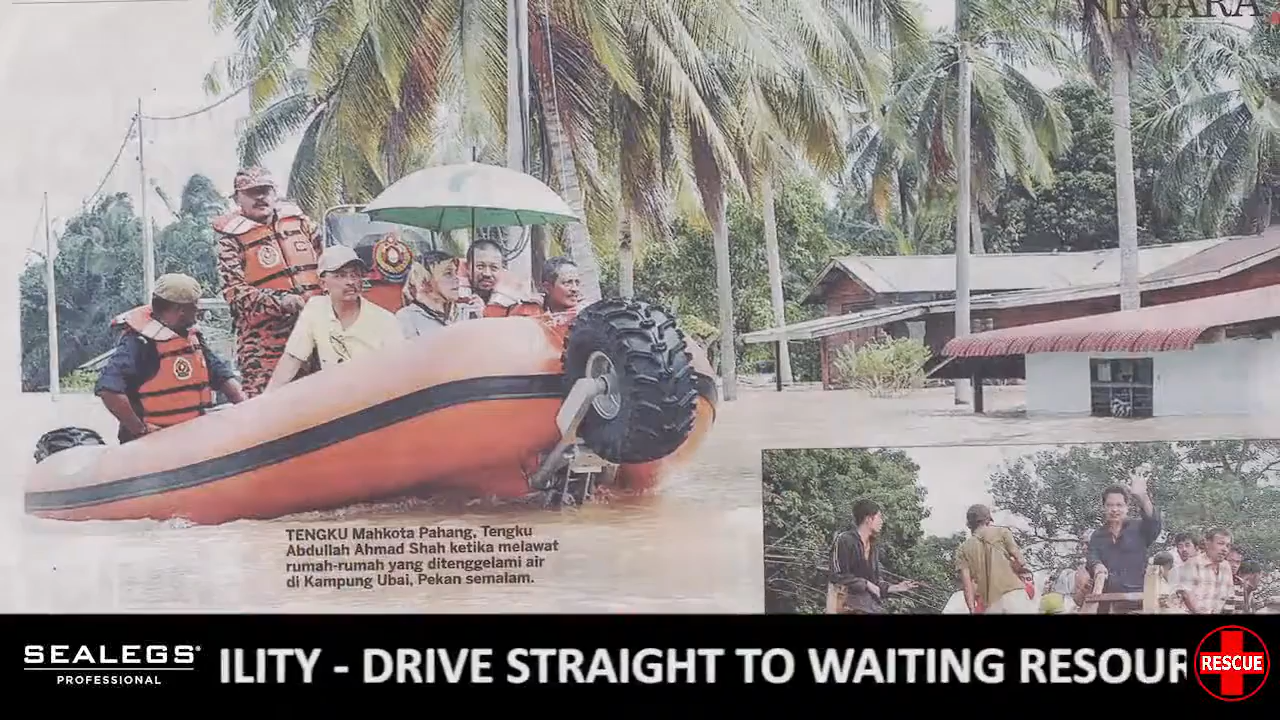 NEGARA
TENGKU Mahkota Pahang, Tengku
Abdullah Ahmad Shah ketika melawat
rumah-rumah yang ditenggelami air
di Kampung Ubai, Pekan semalam.
SEALEGS
PROFESSIONAL
ILITY - DRIVE STRAIGHT TO WAITING RESOUR
RESCUE